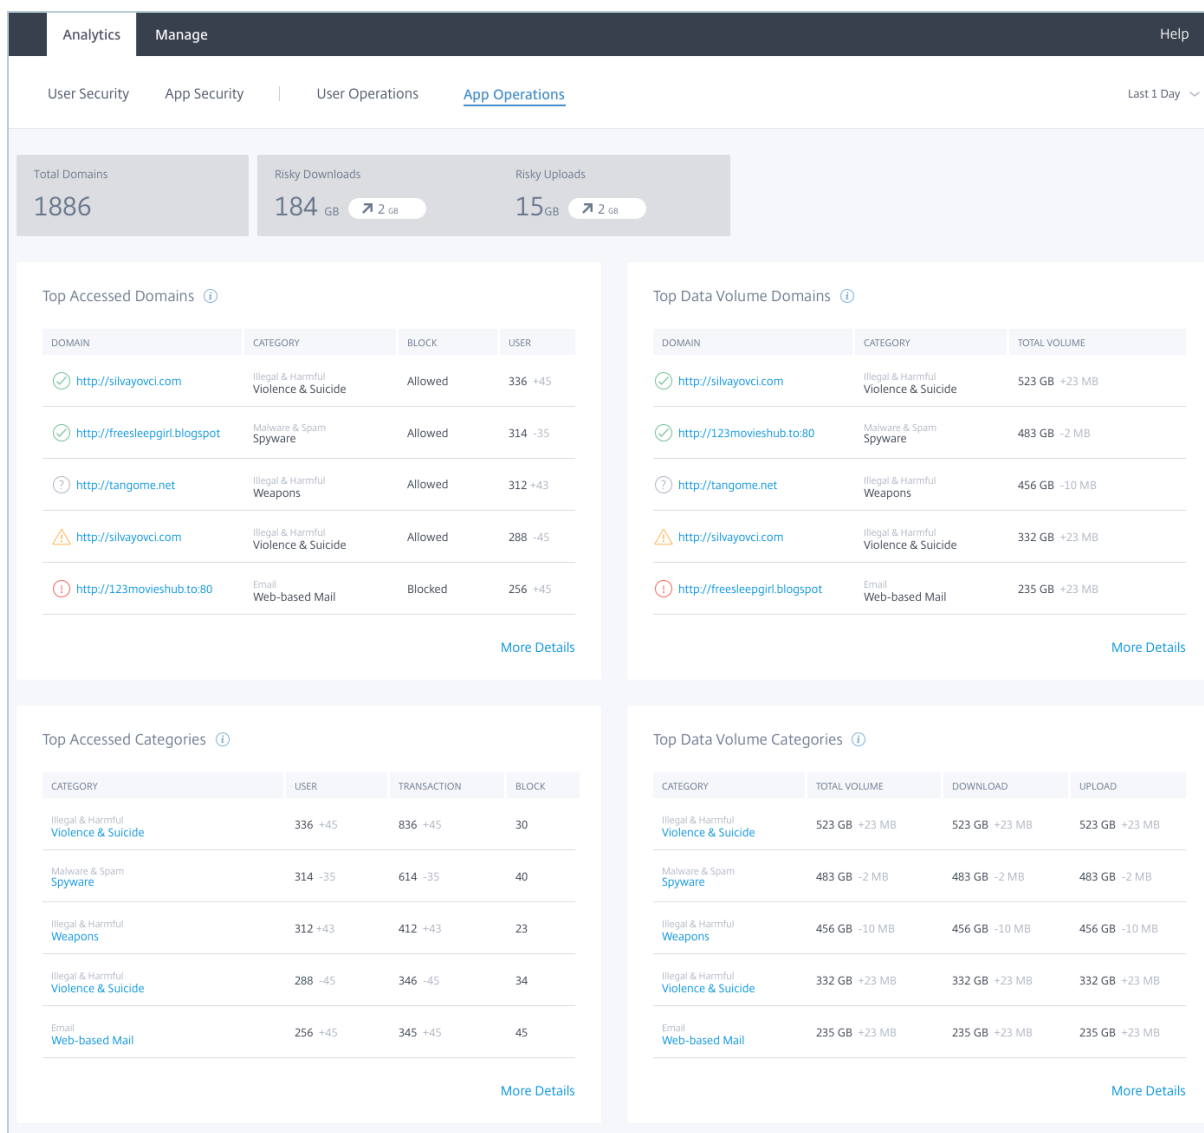 Analytics Manage Help
User Security App Security User Operations App Operations Last 1 Day
Total Domains
1886
Risky Downloads
184 GB 2 GB
Risky Uploads
15GB 2 GB
Top Accessed Domains
DOMAIN CATEGORY BLOCK USER
http://silvayovci.com Illegal & Harmful Violence & Suicide Allowed 336 +45
http://freesleepgirl.blogspot Malware & Spam Spyware Allowed 314 -35
http://tangome.net Illegal & Harmful Weapons Allowed 312 +43
http://silvayovci.com Illegal & Harmful Violence & Suicide Allowed 288 -45
http://123movieshub.to:80 Email Web-based Mail Blocked 256 +45
More Details
Top Data Volume Domains
DOMAIN CATEGORY TOTAL VOLUME
http://silvayovci.com Illegal & Harmful Violence & Suicide 523 GB +23 MB
http://123movieshub.to:80 Malware & Spam Spyware 483 GB -2 MB
http://tangome.net Illegal & Harmful Weapons 456 GB -10 MB
http://silvayovci.com Illegal & Harmful Violence & Suicide 332 GB +23 MB
http://freesleepgirl.blogspot Email Web-based Mail 235 GB +23 MB
More Details
Top Accessed Categories
CATEGORY USER TRANSACTION BLOCK
Illegal & Harmful Violence & Suicide 336 +45 836 +45 30
Malware & Spam Spyware 314 -35 614 -35 40
Illegal & Harmful Weapons 312 +43 412 +43 23
Illegal & Harmful Violence & Suicide 288 -45 346 -45 34
Email Web-based Mail 256 +45 345 +45 45
More Details
Top Data Volume Categories
CATEGORY TOTAL VOLUME DOWNLOAD UPLOAD
Illegal & Harmful Violence & Suicide 523 GB +23 MB 523 GB +23 MB 523 GB +23 MB
Malware & Spam Spyware 483 GB -2 MB 483 GB -2 MB 483 GB -2 MB
Illegal & Harmful Weapons 456 GB -10 MB 456 GB -10 MB 456 GB -10 MB
Illegal & Harmful Violence & Suicide 332 GB +23 MB 332 GB +23 MB 332 GB +23 MB
Email Web-based Mail 235 GB +23 MB 235 GB +23 MB 235 GB +23 MB
More Details